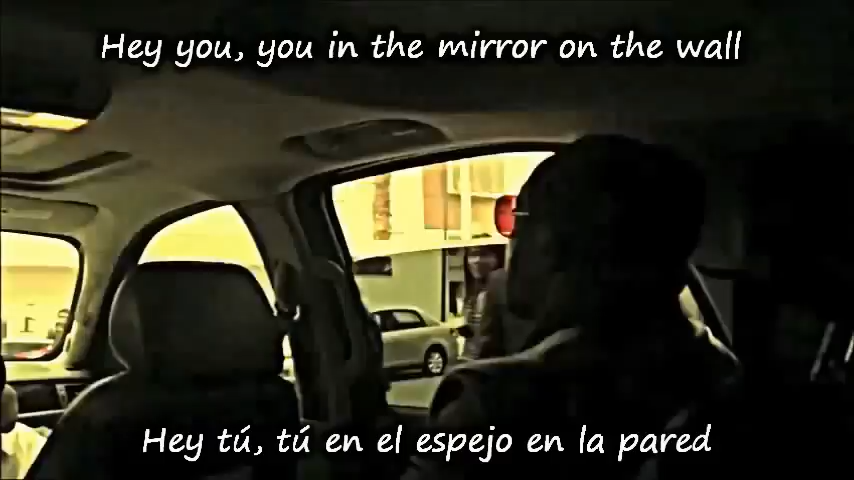 Hey you, you in the mirror on the wall
Hey tú, tú en el espejo en la pared